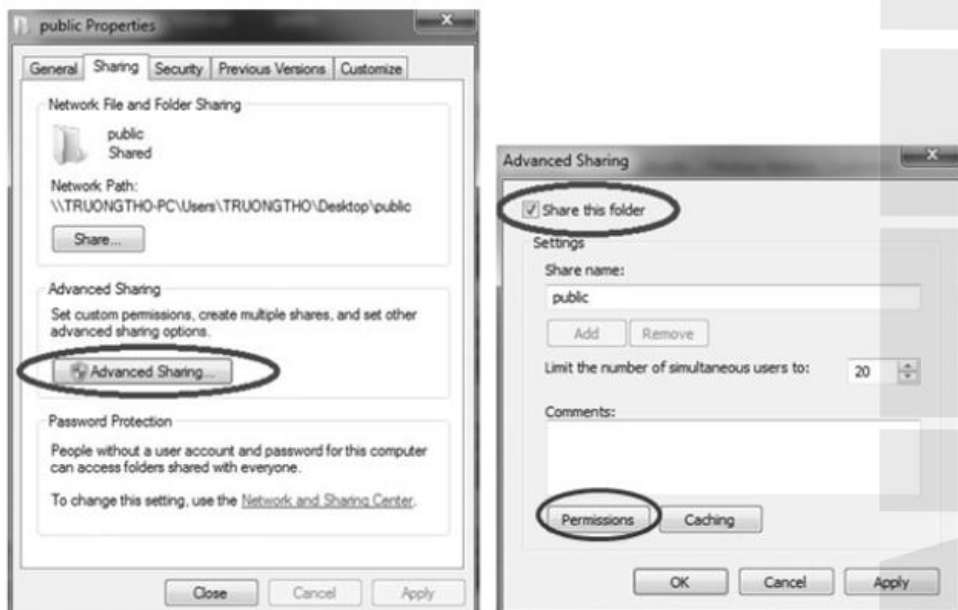 public Properties
General Sharing Security Previous Versions Customize
Network File and Folder Sharing
public
Shared
Network Path:
\\TRUONGTHO-PC\Users\TRUONGTHO\Desktop\public
Share...
Advanced Sharing
Set custom permissions, create multiple shares, and set other
advanced sharing options.
Advanced Sharing...
Password Protection
People without a user account and password for this computer
can access folders shared with everyone.
To change this setting, use the Network and Sharing Center.
Close Cancel Apply
Advanced Sharing
Share this folder
Settings
Share name:
public
Add Remove
Limit the number of simultaneous users to: 20
Comments:
Permissions Caching
OK Cancel Apply